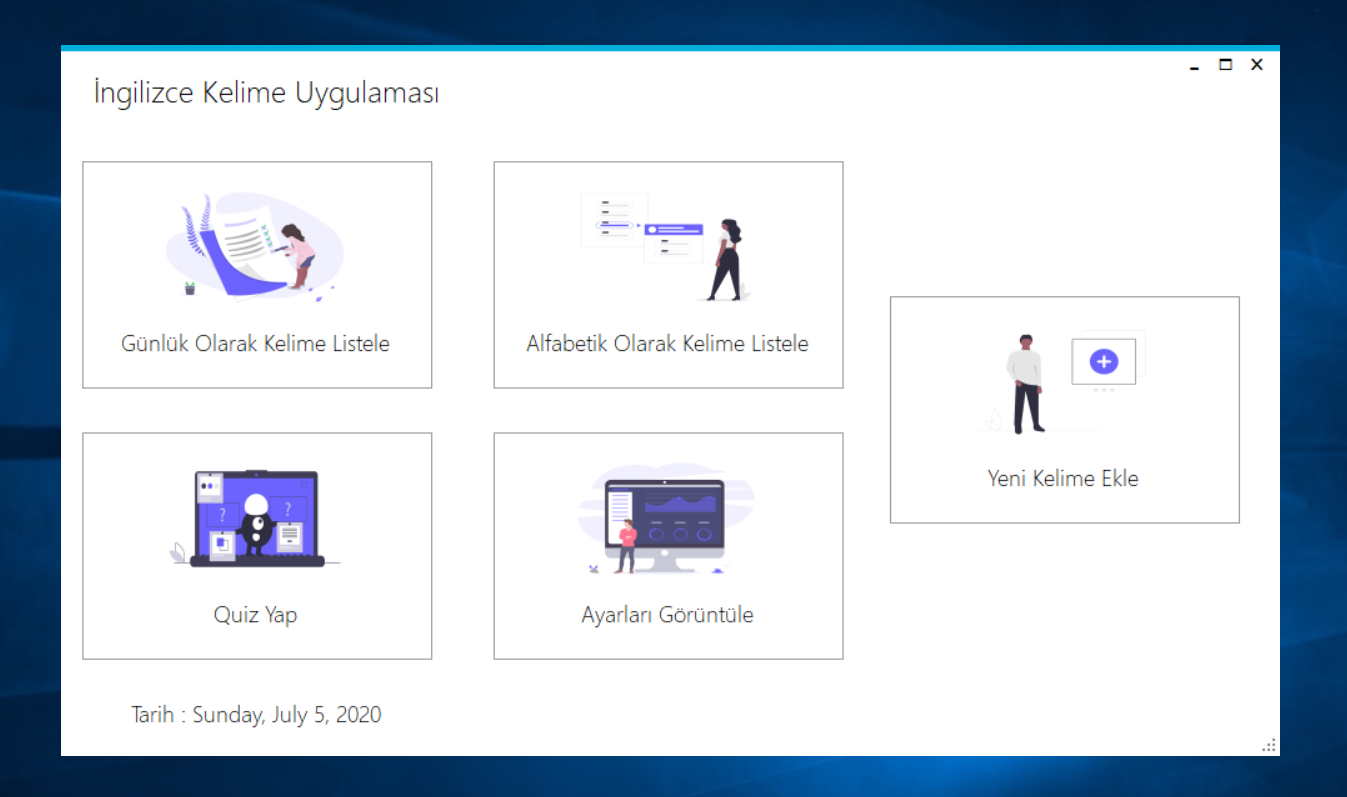 İngilizce Kelime Uygulaması
Günlük Olarak Kelime Listele
Alfabetik Olarak Kelime Listele
Yeni Kelime Ekle
? ?
Quiz Yap
Ayarları Görüntüle
Tarih : Sunday, July 5, 2020